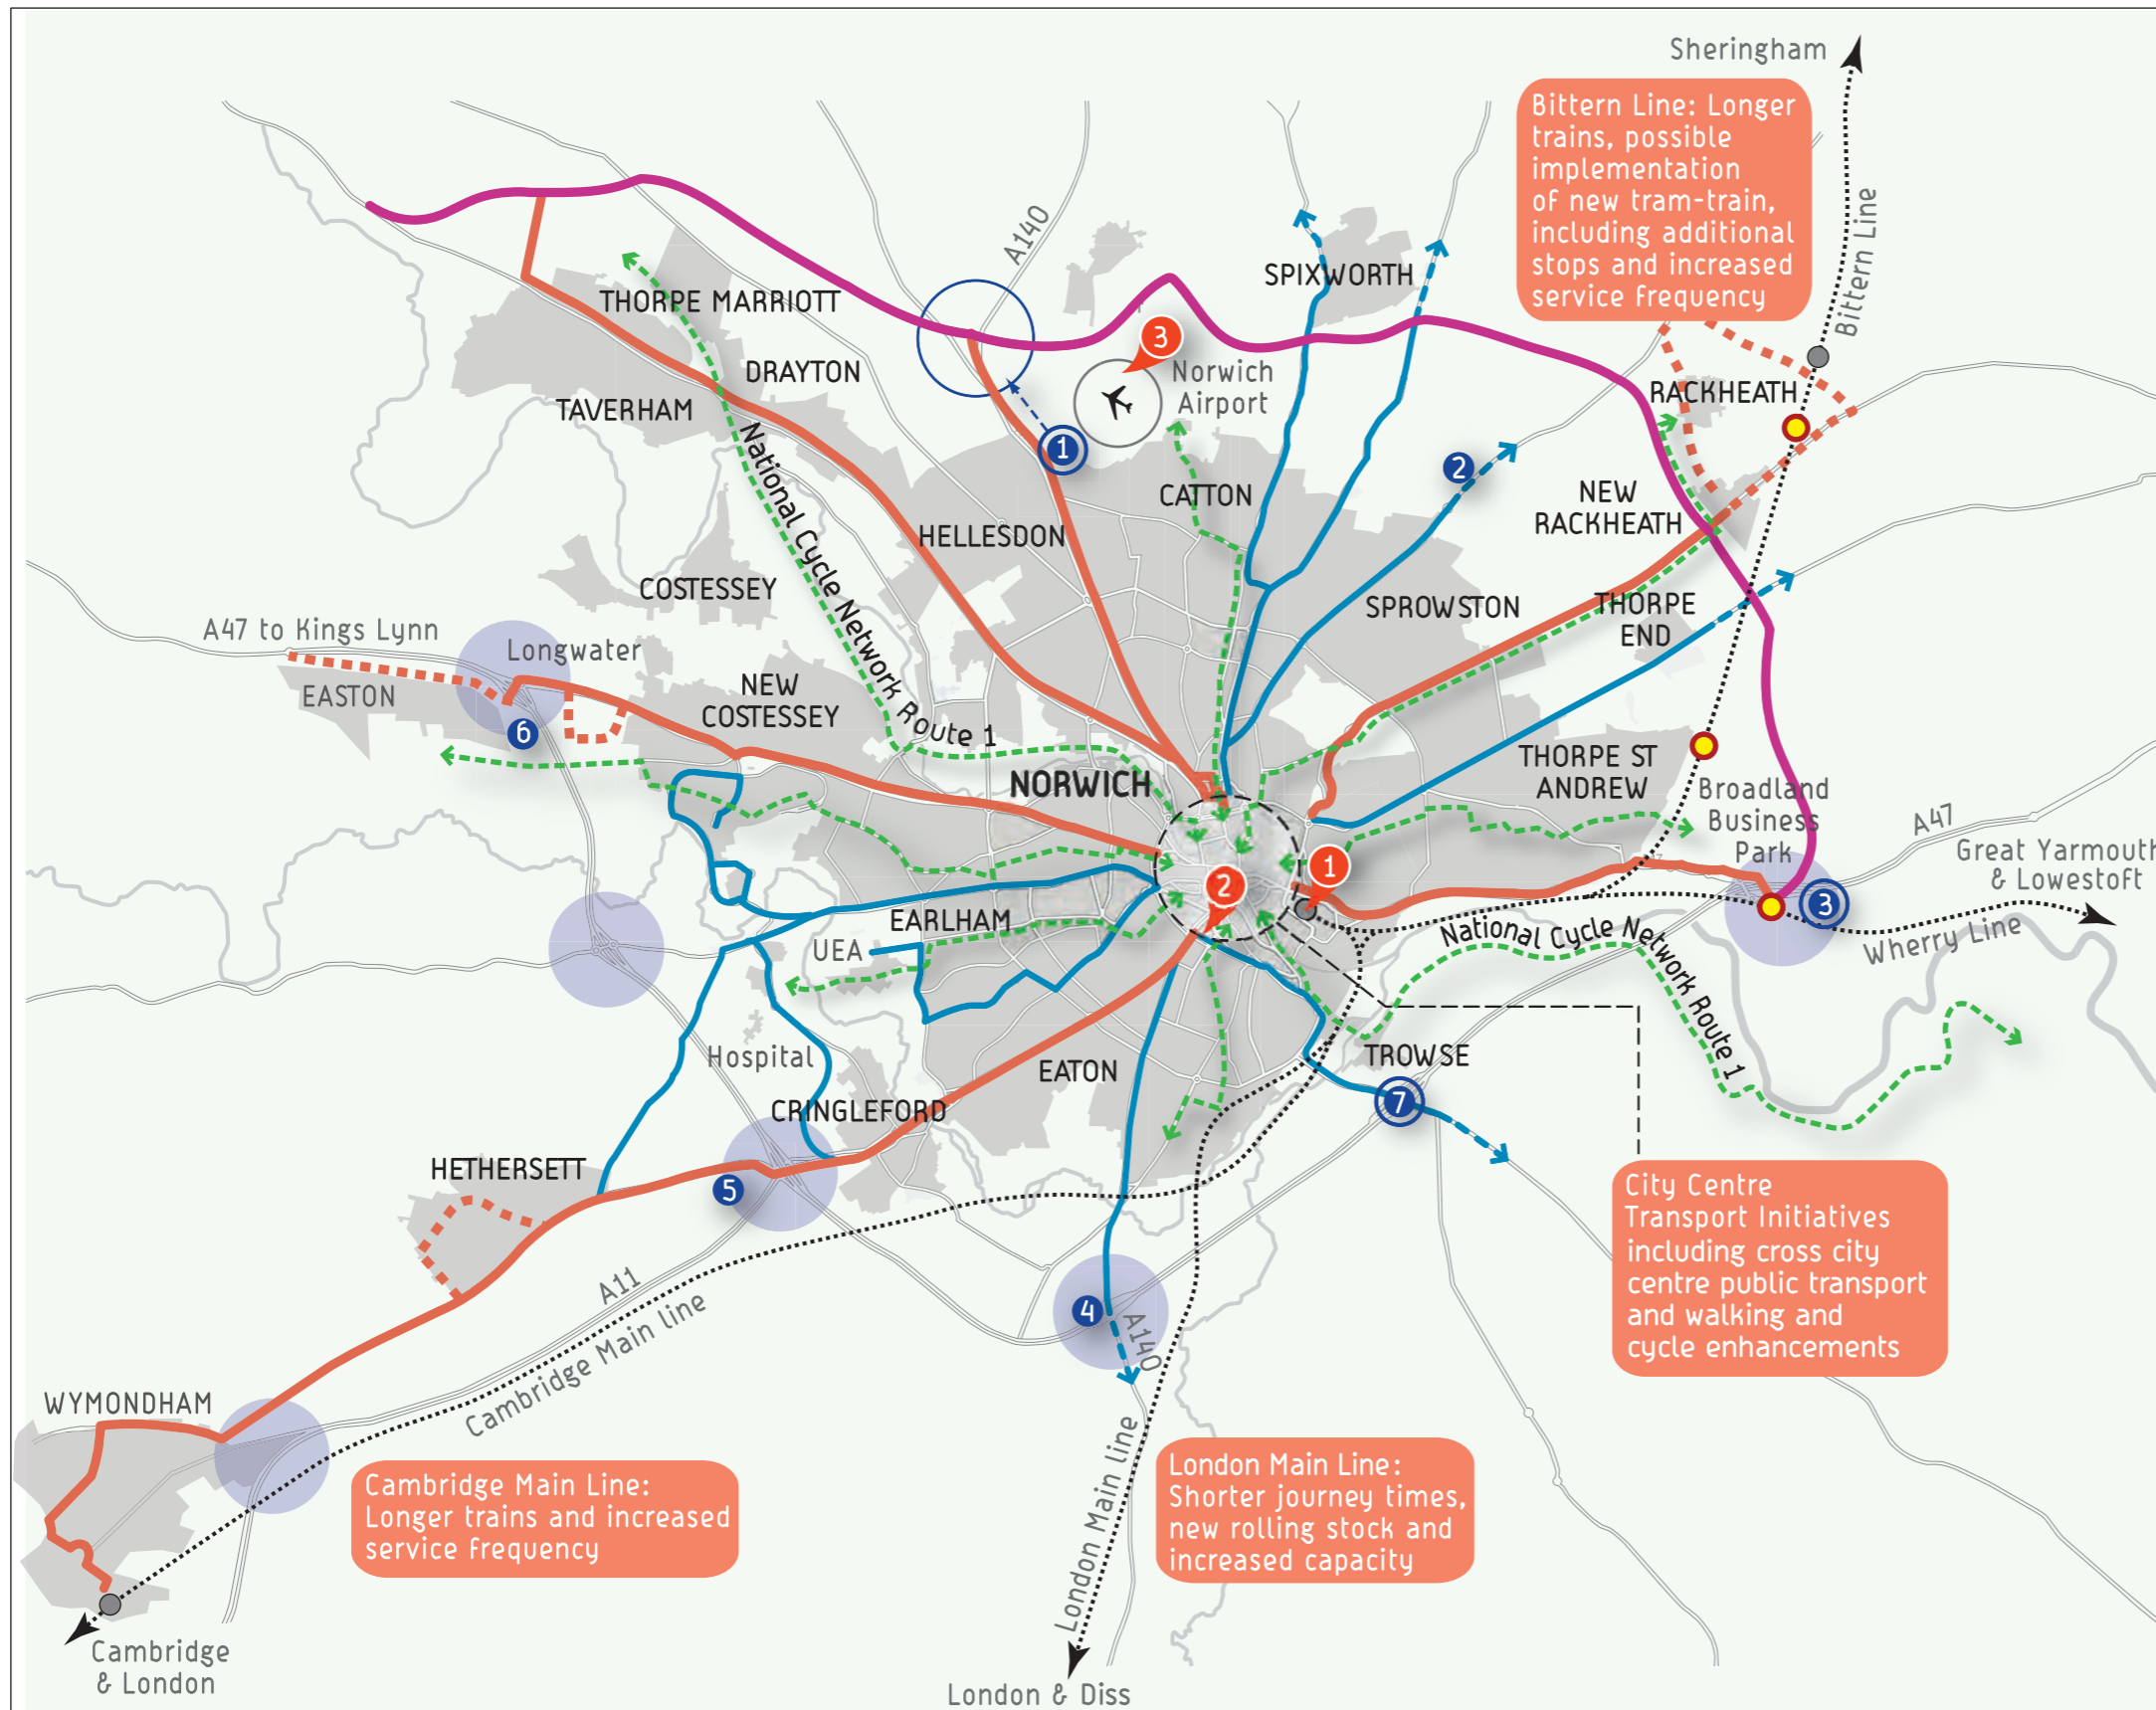 Sheringham
Bittern Line: Longer
trains, possible
implementation
of new tram-train,
including additional
stops and increased
service frequency
Bittern Line
A140
SPIXWORTH
THORPE MARRIOTT
3
DRAYTON
Norwich
Airport
TAVERHAM
RACKHEATH
1
2
National Cycle Network Route 1
CATTON
NEW
RACKHEATH
HELLESDON
COSTESSEY
SPROWSTON
THORPE
END
A47 to Kings Lynn
Longwater
EASTON
NEW
COSTESSEY
6
NORWICH
THORPE ST
ANDREW
Broadland
Business
Park
A47
Great Yarmouth
& Lowestoft
1
2
3
EARLHAM
UEA
National Cycle Network Route 1
Wherry Line
Hospital
EATON
TROWSE
7
CRINGLEFORD
HETHERSETT
5
City Centre
Transport Initiatives
including cross city
centre public transport
and walking and
cycle enhancements
A11
Cambridge Main line
4
A140
WYMONDHAM
Cambridge Main Line:
Longer trains and increased
service frequency
London Main Line:
Shorter journey times,
new rolling stock and
increased capacity
London Main line
Cambridge
& London
London & Diss